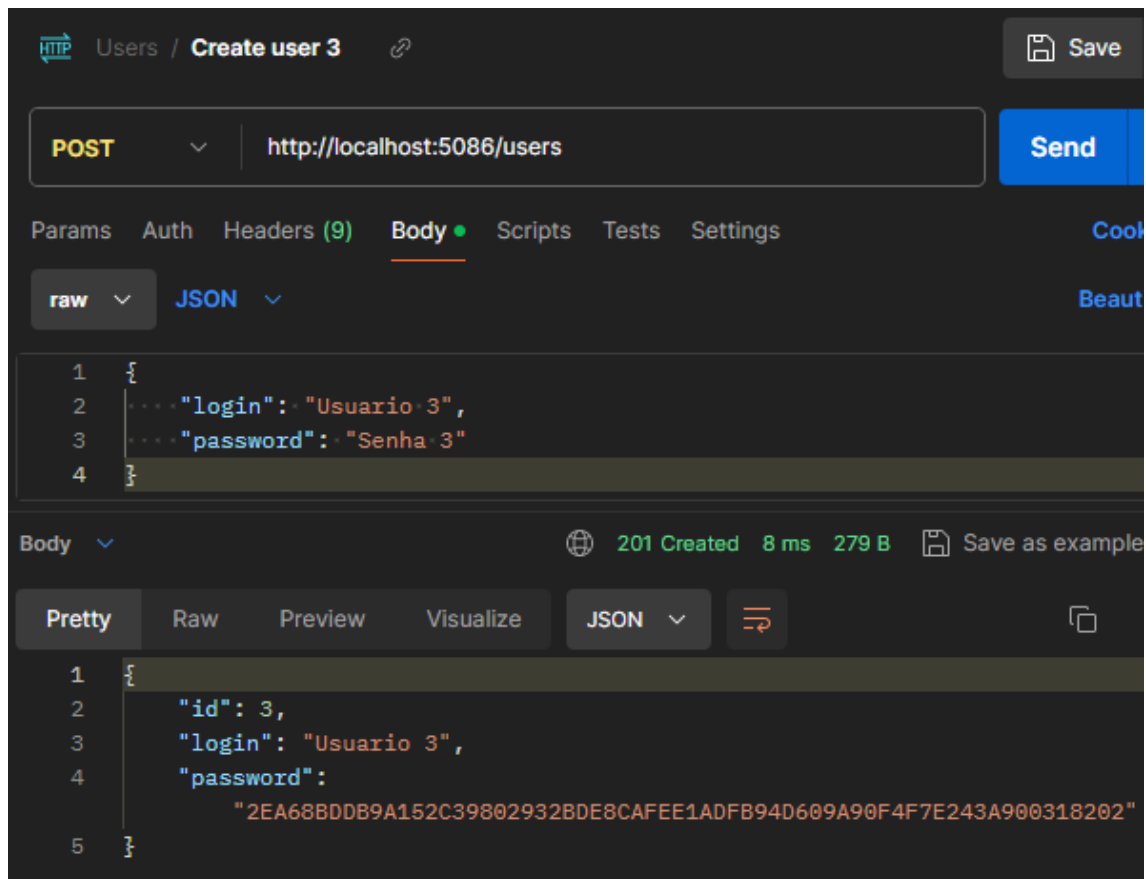 HTTP Users / Create user 3 Save
POST http://localhost:5086/users Send
Params Auth Headers (9) Body Scripts Tests Settings Cook
raw JSON Beaut
1 {
2 "login": "Usuario 3",
3 "password": "Senha 3"
4 }
Body 201 Created 8 ms 279 B Save as example
Pretty Raw Preview Visualize JSON
1 {
2 "id": 3,
3 "login": "Usuario 3",
4 "password":
"2EA68BDDB9A152C39802932BDE8CAFEE1ADFB94D609A90F4F7E243A900318202"
5 }